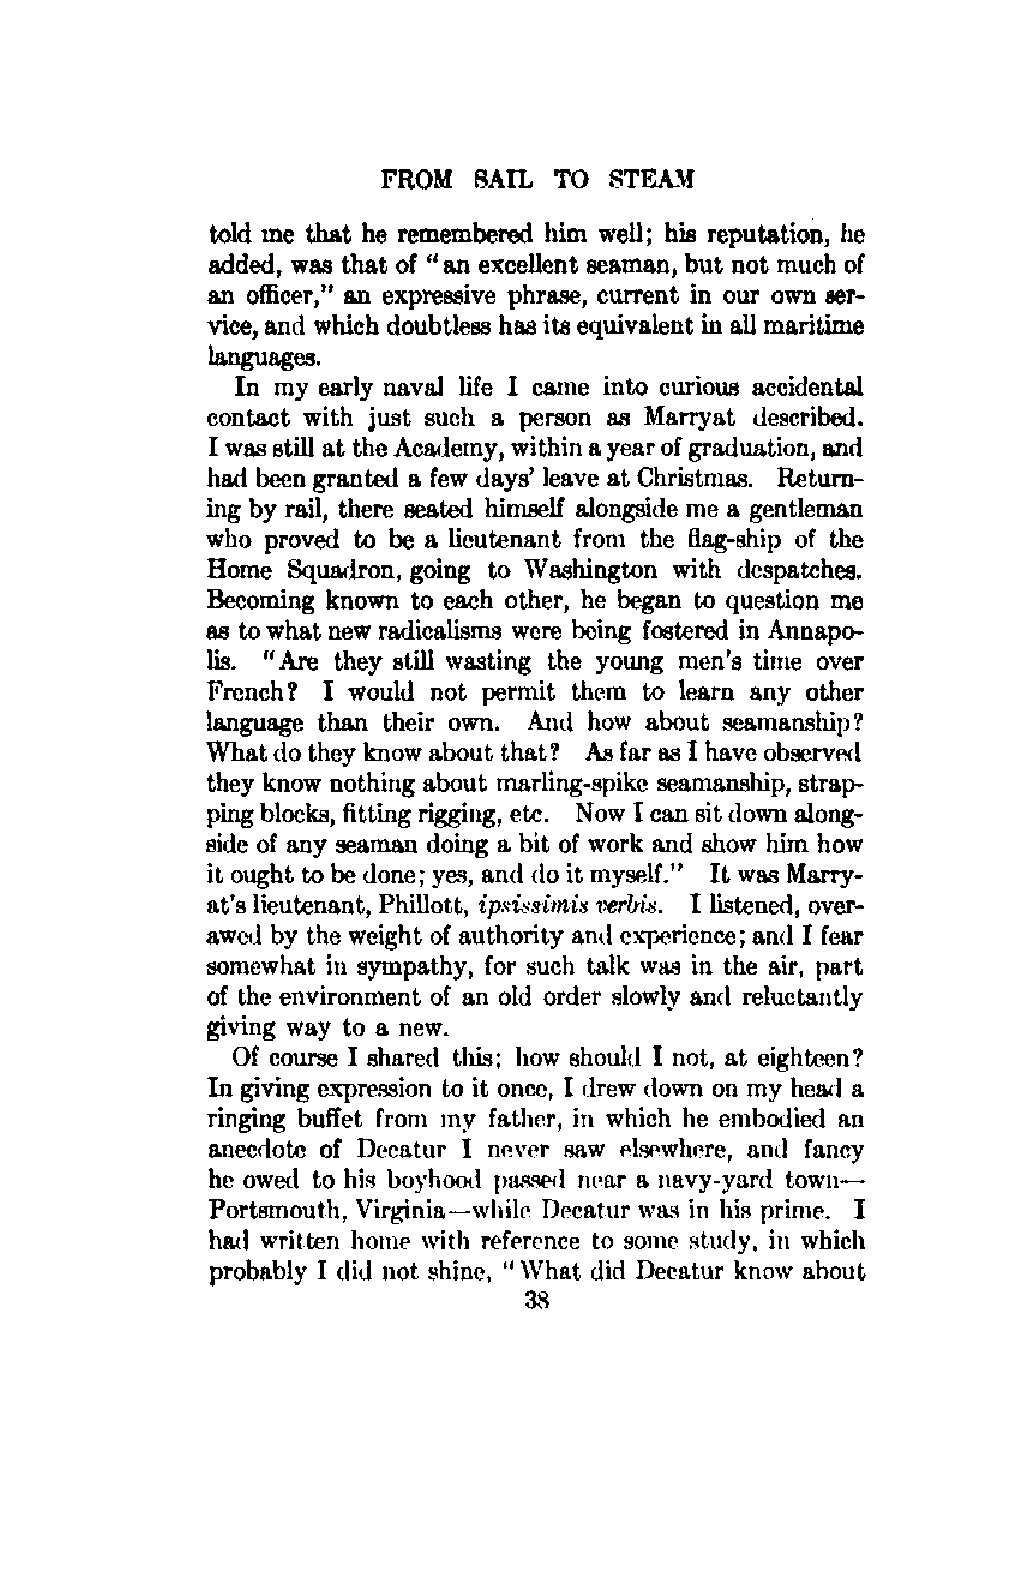 FROM SAIL TO STEAM
told me that he remembered him well; his reputation, he
added, was that of "an excellent seaman, but not much of
an officer," an expressive phrase, current in our own ser-
vice, and which doubtless has its equivalent in all maritime
languages.
In my early naval life I came into curious accidental
contact with just such a person as Marryat described.
I was still at the Academy, within a year of graduation, and
had been granted a few days' leave at Christmas. Return-
ing by rail, there seated himself alongside me a gentleman
who proved to be a lieutenant from the flag-ship of the
Home Squadron, going to Washington with despatches.
Becoming known to each other, he began to question me
as to what new radicalisms were being fostered in Annapo-
lis. "Are they still wasting the young men's time over
French? I would not permit them to learn any other
language than their own. And how about seamanship?
What do they know about that? As far as I have observed
they know nothing about marling-spike seamanship, strap-
ping blocks, fitting rigging, etc. Now I can sit down along-
side of any seaman doing a bit of work and show him how
it ought to be done; yes, and do it myself." It was Marry-
at's lieutenant, Phillott, ipsissimis verbis. I listened, over-
awed by the weight of authority and experience; and I fear
somewhat in sympathy, for such talk was in the air, part
of the environment of an old order slowly and reluctantly
giving way to a new.
Of course I shared this; how should I not, at eighteen?
In giving expression to it once, I drew down on my head a
ringing buffet from my father, in which he embodied an
anecdote of Decatur I never saw elsewhere, and fancy
he owed to his boyhood passed near a navy-yard town—
Portsmouth, Virginia—while Decatur was in his prime. I
had written home with reference to some study, in which
probably I did not shine, "What did Decatur know about
38